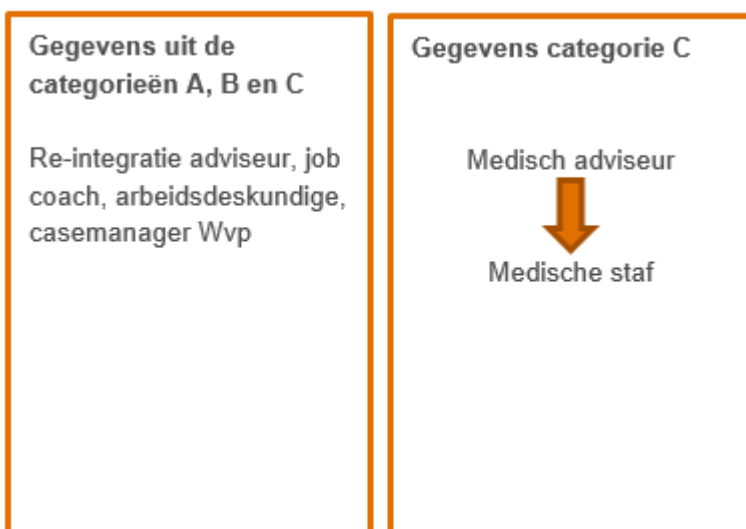 Gegevens uit de
categorieën A, B en C
Re-integratie adviseur, job
coach, arbeidsdeskundige,
casemanager Wvp
Gegevens categorie C
Medisch adviseur
Medische staf